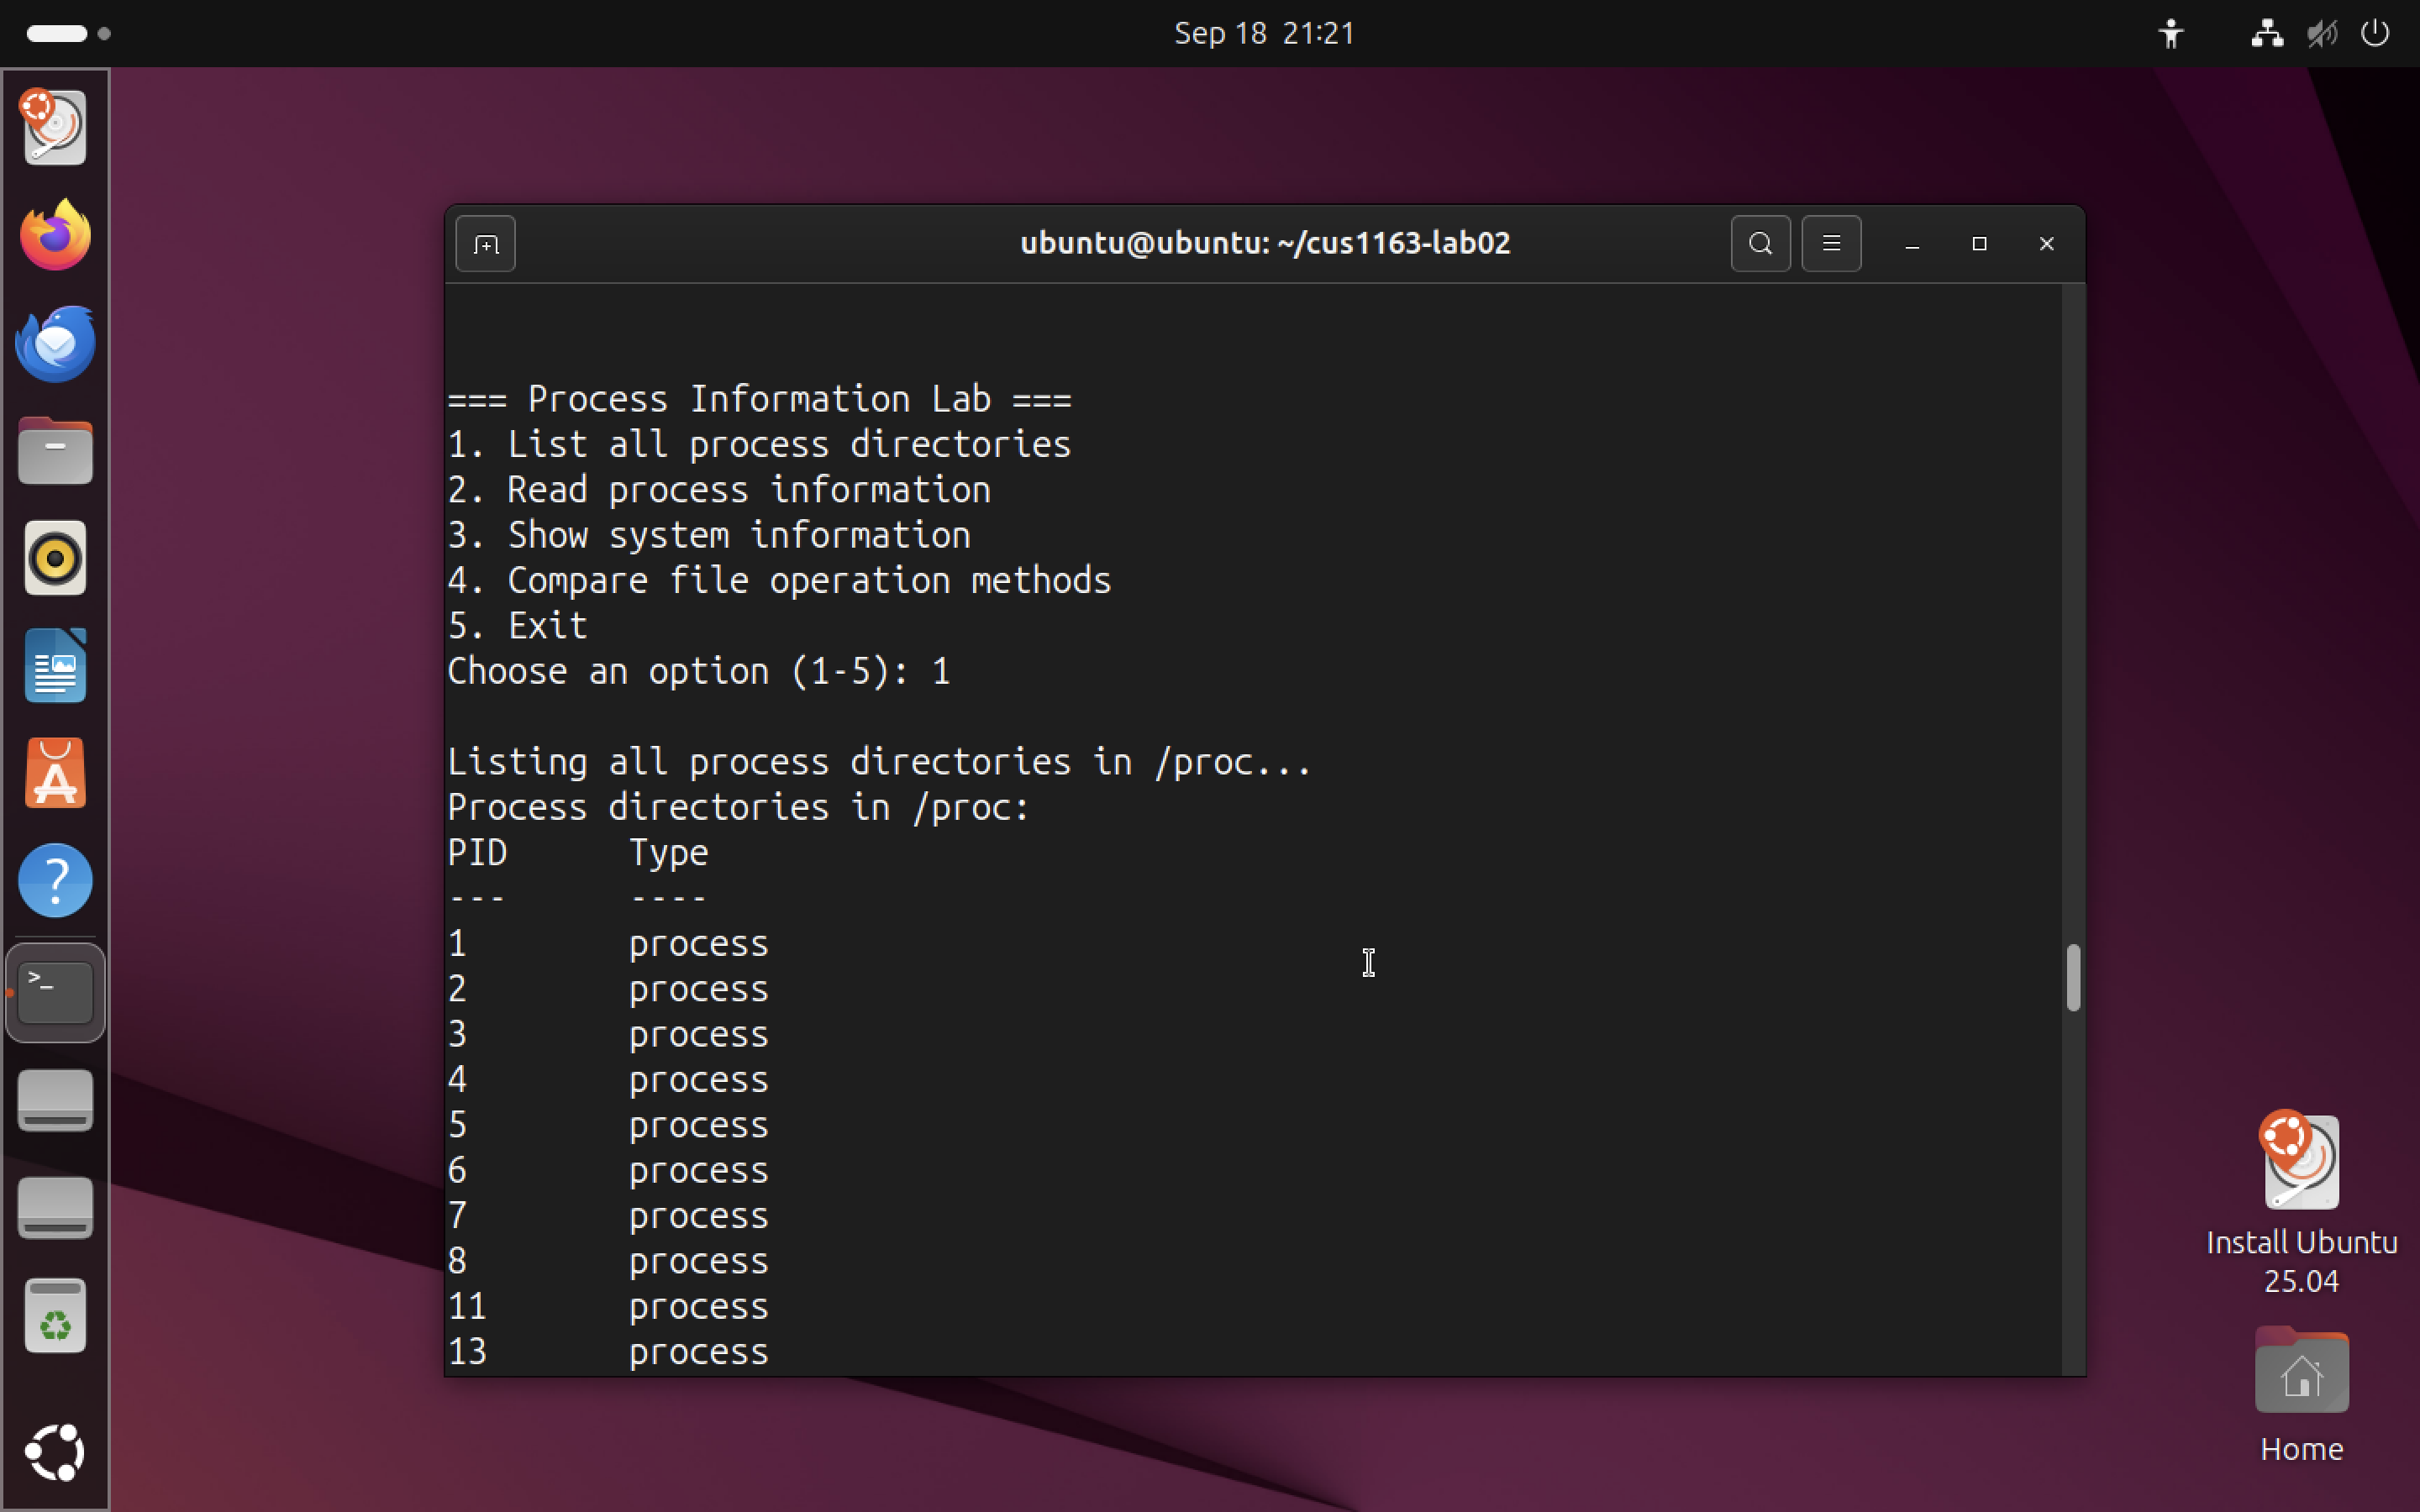 Sep 18 21:21
ubuntu@ubuntu: ~/cus1163-lab02
=== Process Information Lab ===
1. List all process directories
2. Read process information
3. Show system information
4. Compare file operation methods
5. Exit
Choose an option (1-5): 1
Listing all process directories in /proc...
Process directories in /proc:
PID Type
--- ----
1 process
2 process
3 process
4 process
5 process
6 process
7 process
8 process
11 process
13 process
Install Ubuntu
25.04
Home